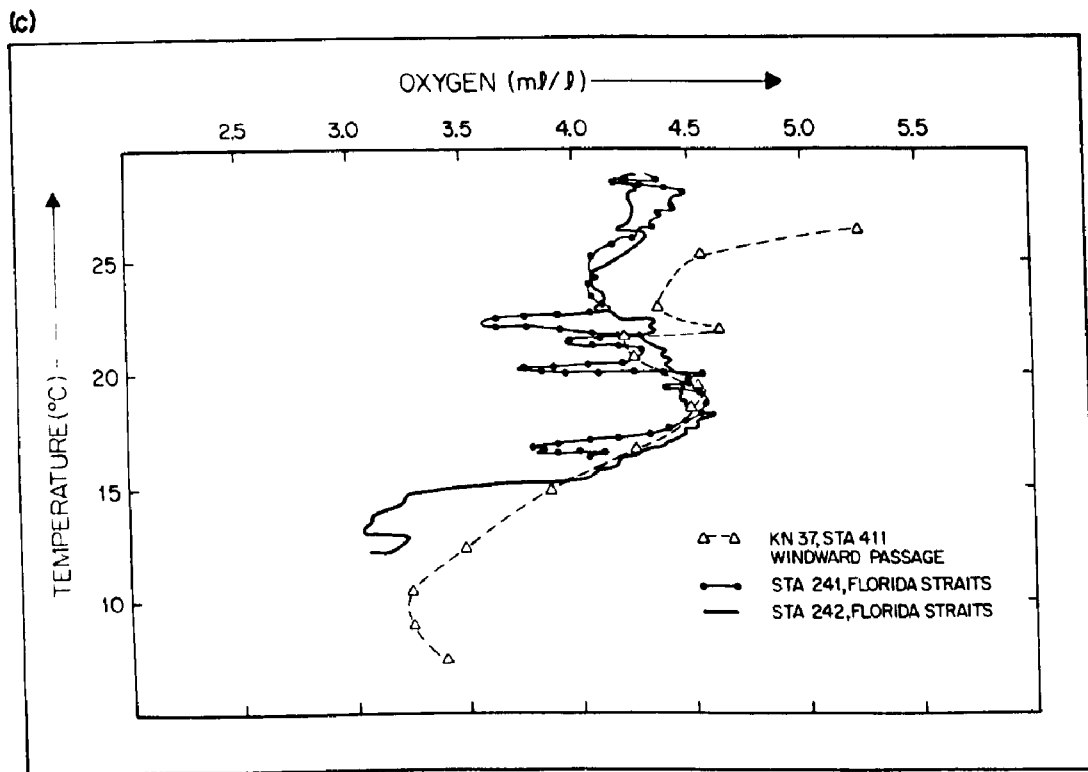 (c)
OXYGEN (ml/l)
2.5 3.0 3.5 4.0 4.5 5.0 5.5
25
20
15
10
TEMPERATURE (°C)
KN 37, STA 411
WINDWARD PASSAGE
STA 241, FLORIDA STRAITS
STA 242, FLORIDA STRAITS